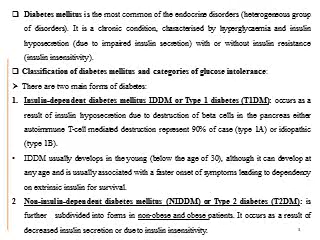 ❑ Diabetes mellitus is the most common of the endocrine disorders (heterogeneous group
of disorders). It is a chronic condition, characterised by hyperglycaemia and insulin
hyposecretion (due to impaired insulin secretion) with or without insulin resistance
(insulin insensitivity).
❑ Classification of diabetes mellitus and categories of glucose intolerance:
➢ There are two main forms of diabetes:
1. Insulin-dependent diabetes mellitus IDDM or Type 1 diabetes (T1DM): occurs as a
result of insulin hyposecretion due to destruction of beta cells in the pancreas either
autoimmune T-cell mediated destruction represent 90% of case (type 1A) or idiopathic
(type 1B).
• IDDM usually develops in the young (below the age of 30), although it can develop at
any age and is usually associated with a faster onset of symptoms leading to dependency
on extrinsic insulin for survival.
2 Non-insulin-dependent diabetes mellitus (NIDDM) or Type 2 diabetes (T2DM): is
further subdivided into forms in non-obese and obese patients. It occurs as a result of
decreased insulin secretion or due to insulin insensitivity.